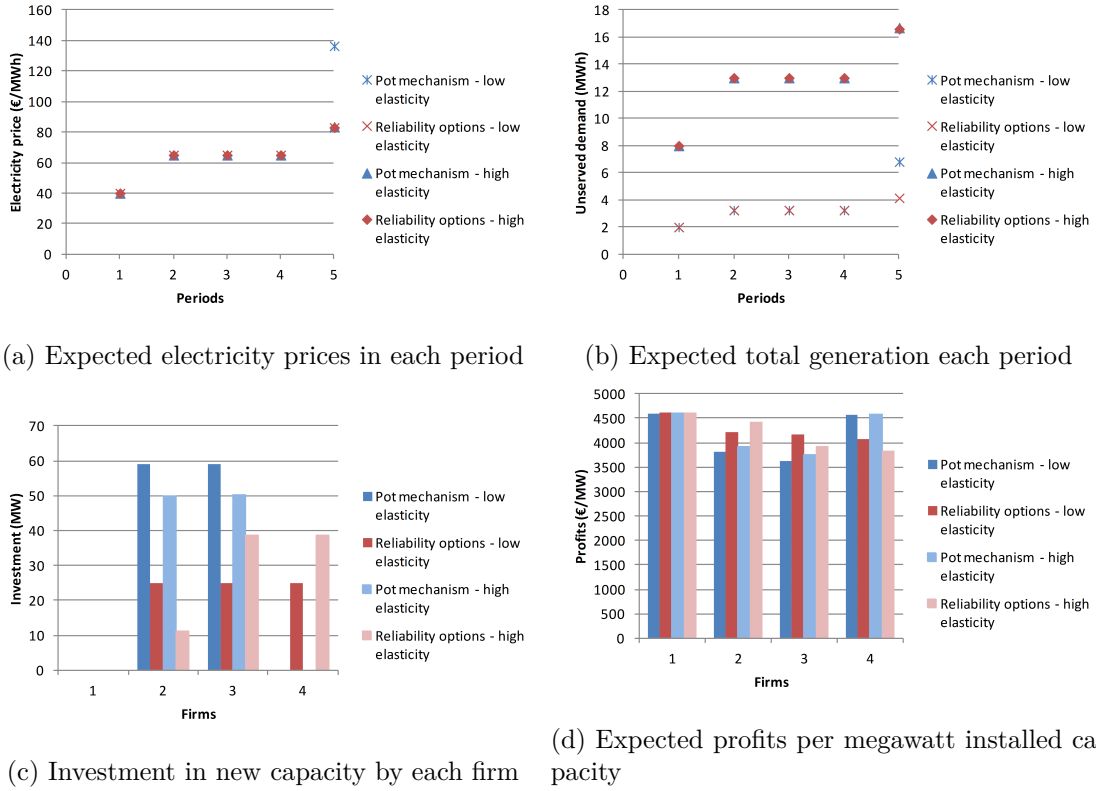 160
140
120
100
80
60
40
20
0
Electricity price (€/MWh)
0 1 2 3 4 5
Periods
Pot mechanism - low
elasticity
Reliability options - low
elasticity
Pot mechanism - high
elasticity
Reliability options - high
elasticity
(a) Expected electricity prices in each period
18
16
14
12
10
8
6
4
2
0
Unserved demand (MWh)
0 1 2 3 4 5
Periods
Pot mechanism - low
elasticity
Reliability options - low
elasticity
Pot mechanism - high
elasticity
Reliability options - high
elasticity
(b) Expected total generation each period
70
60
50
40
30
20
10
0
Investment (MW)
1 2 3 4
Firms
Pot mechanism - low
elasticity
Reliability options - low
elasticity
Pot mechanism - high
elasticity
Reliability options - high
elasticity
(c) Investment in new capacity by each firm
5000
4500
4000
3500
3000
2500
2000
1500
1000
500
0
Profits (€/MW)
1 2 3 4
Firms
Pot mechanism - low
elasticity
Reliability options - low
elasticity
Pot mechanism - high
elasticity
Reliability options - high
elasticity
(d) Expected profits per megawatt installed ca
pacity